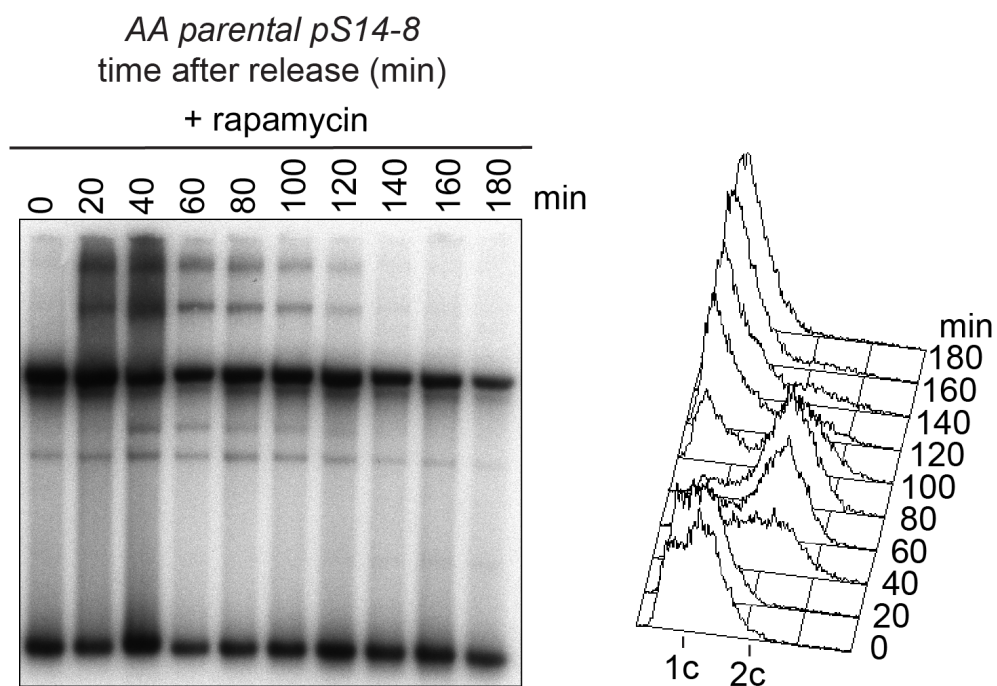 AA parental pS14-8
time after release (min)
+ rapamycin
0 20 40 60 80 100 120 140 160 180 min
min
180
160
140
120
100
80
60
40
20
0
1c 2c